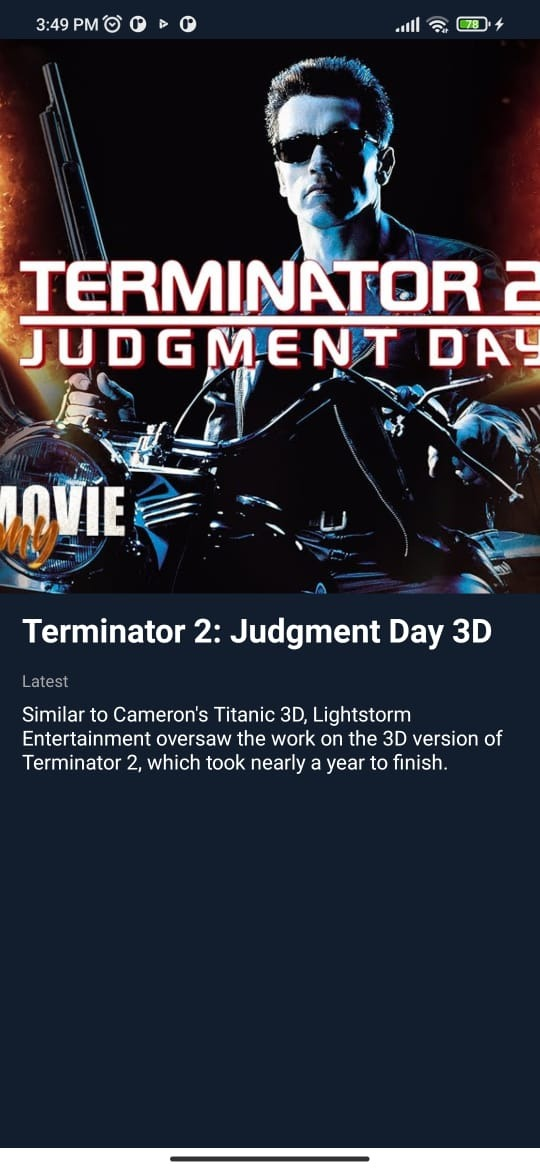 3:49 PM
78
TERMINATOR 2
JUDGMENT DAY
MOVIE
my
Terminator 2: Judgment Day 3D
Latest
Similar to Cameron's Titanic 3D, Lightstorm
Entertainment oversaw the work on the 3D version of
Terminator 2, which took nearly a year to finish.